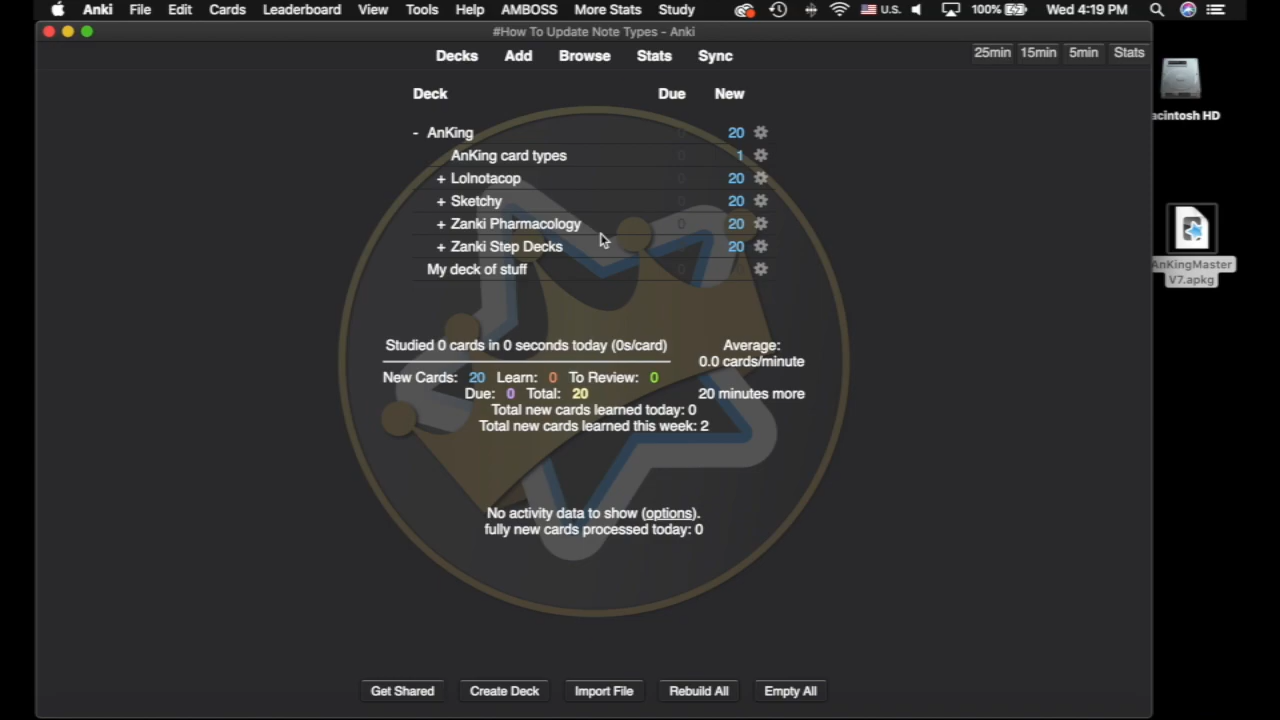 Anki File Edit Cards Leaderboard View Tools Help AMBOSS More Stats Study U.S. 100% Wed 4:19 PM
#How To Update Note Types - Anki
Decks Add Browse Stats Sync
25min 15min 5min Stats
Deck Due New
- AnKing 0 20
AnKing card types 0 1
+ Lolnotacop 0 20
+ Sketchy 0 20
+ Zanki Pharmacology 0 20
+ Zanki Step Decks 0 20
My deck of stuff
Studied 0 cards in 0 seconds today (0s/card)
New Cards: 20 Learn: 0 To Review: 0
Due: 0 Total: 20
Total new cards learned today: 0
Total new cards learned this week: 2
Average:
0.0 cards/minute
20 minutes more
No activity data to show (options).
fully new cards processed today: 0
Get Shared Create Deck Import File Rebuild All Empty All
acintosh HD
AnKingMaster
V7.apkg